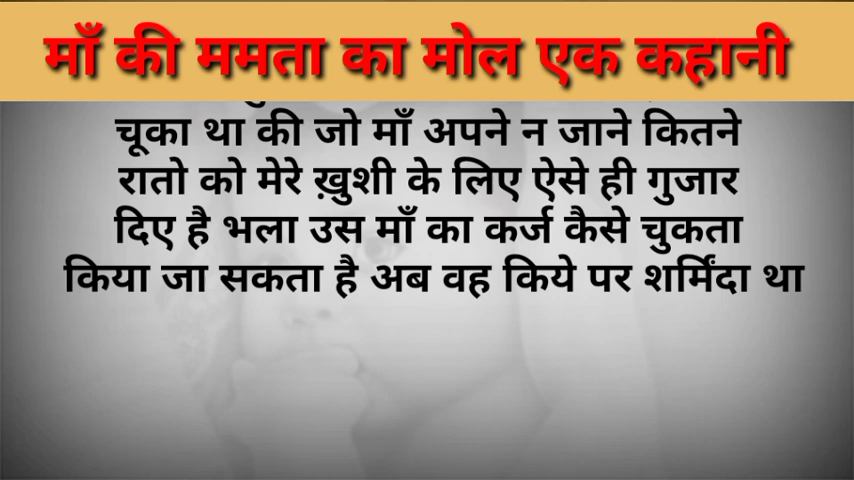 माँ की ममता का मोल एक कहानी
चूका था की जो माँ अपने न जाने कितने
रातो को मेरे ख़ुशी के लिए ऐसे ही गुजार
दिए है भला उस माँ का कर्ज कैसे चुकता
किया जा सकता है अब वह किये पर शर्मिंदा था